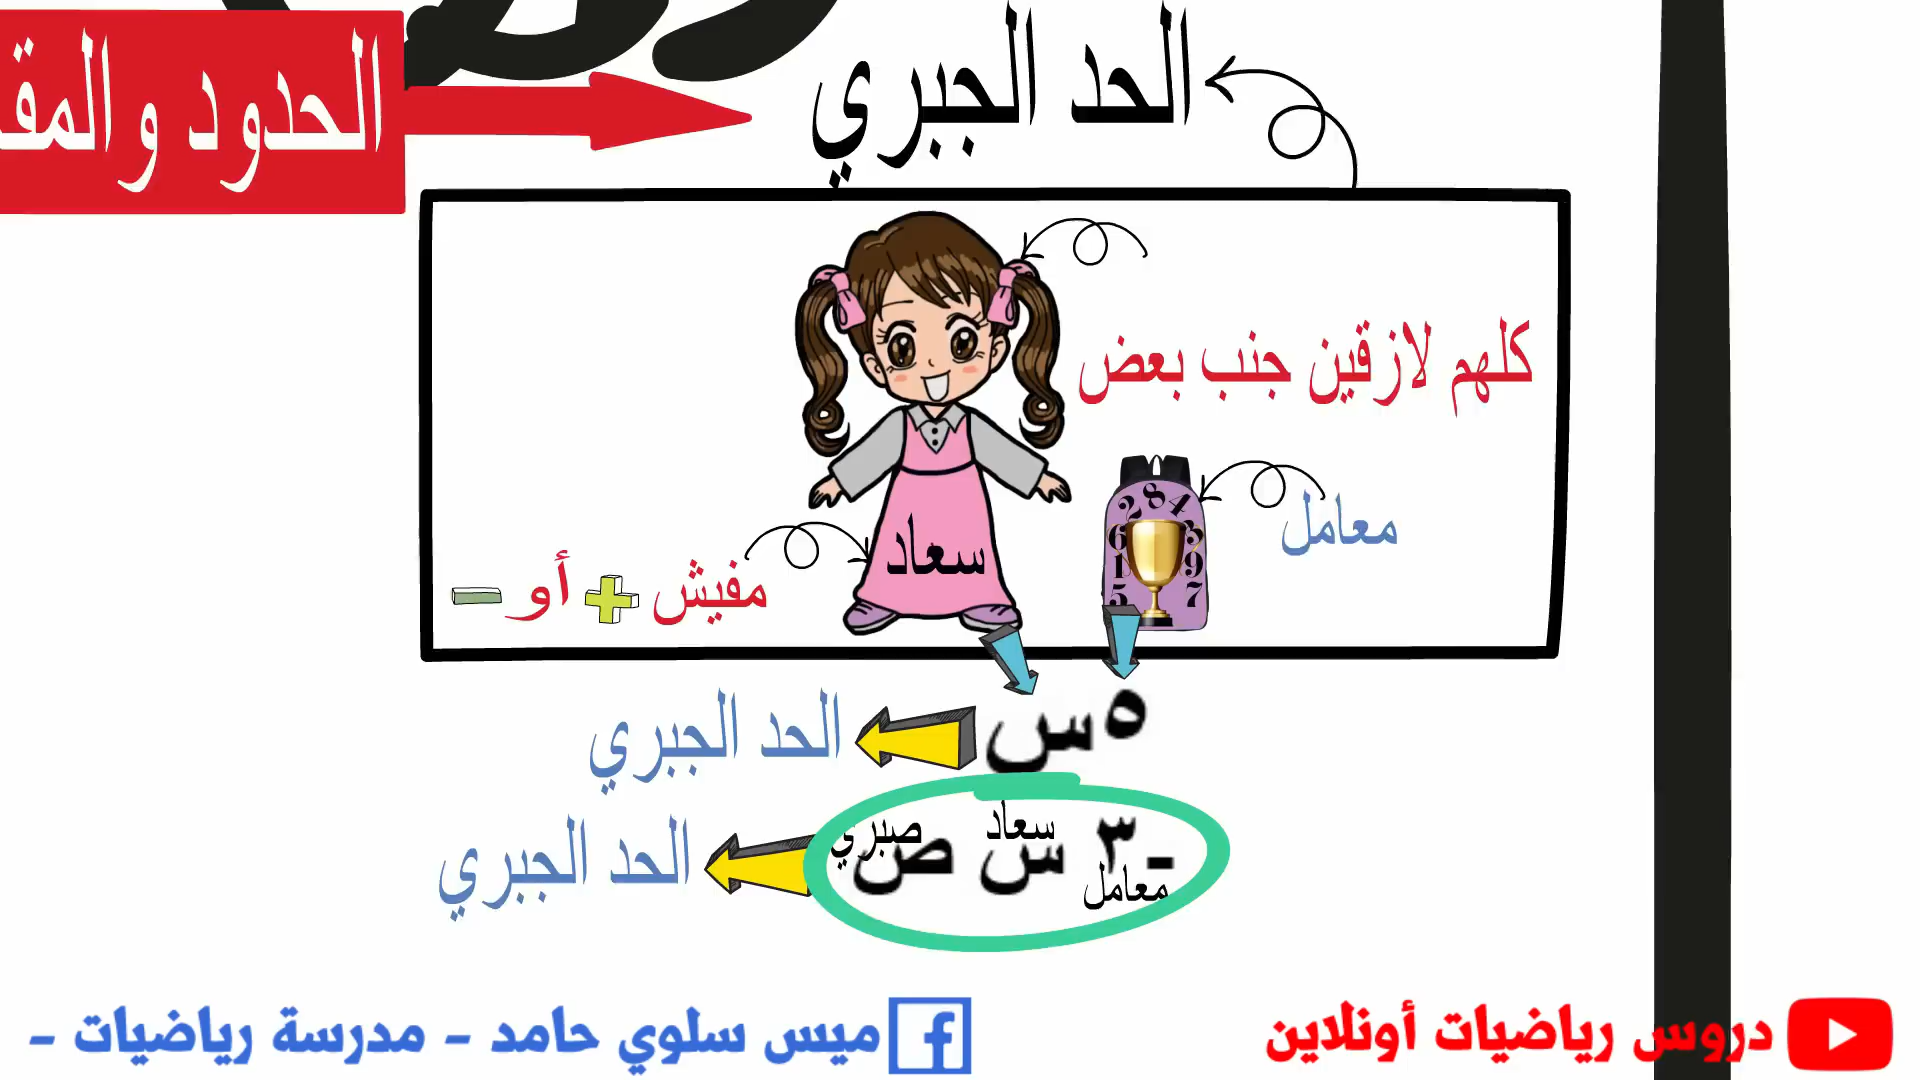 الحد الجبري
الحدود والمق
كلهم لازقين جنب بعض
معامل
سعاد
مفيش + أو -
٥ س
الحد الجبري
- ٣ س ص
معامل
سعاد
صبري
الحد الجبري
دروس رياضيات أونلاين
ميس سلوي حامد - مدرسة رياضيات -